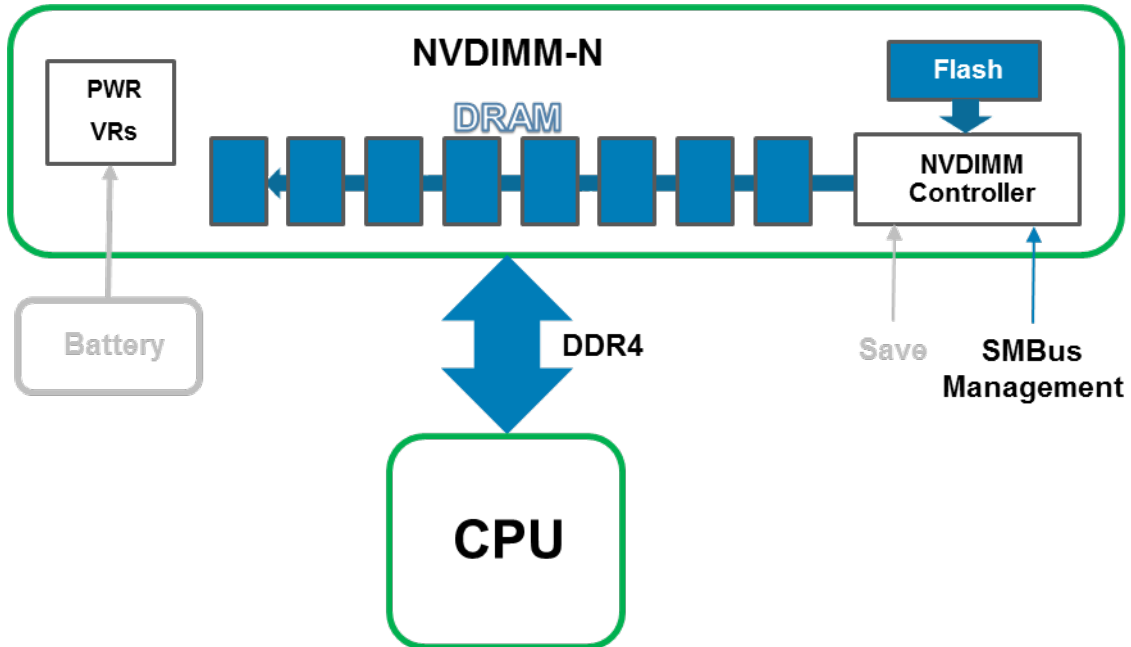 NVDIMM-N
PWR
VRs
Flash
DRAM
NVDIMM
Controller
Battery
DDR4
Save
SMBus
Management
CPU